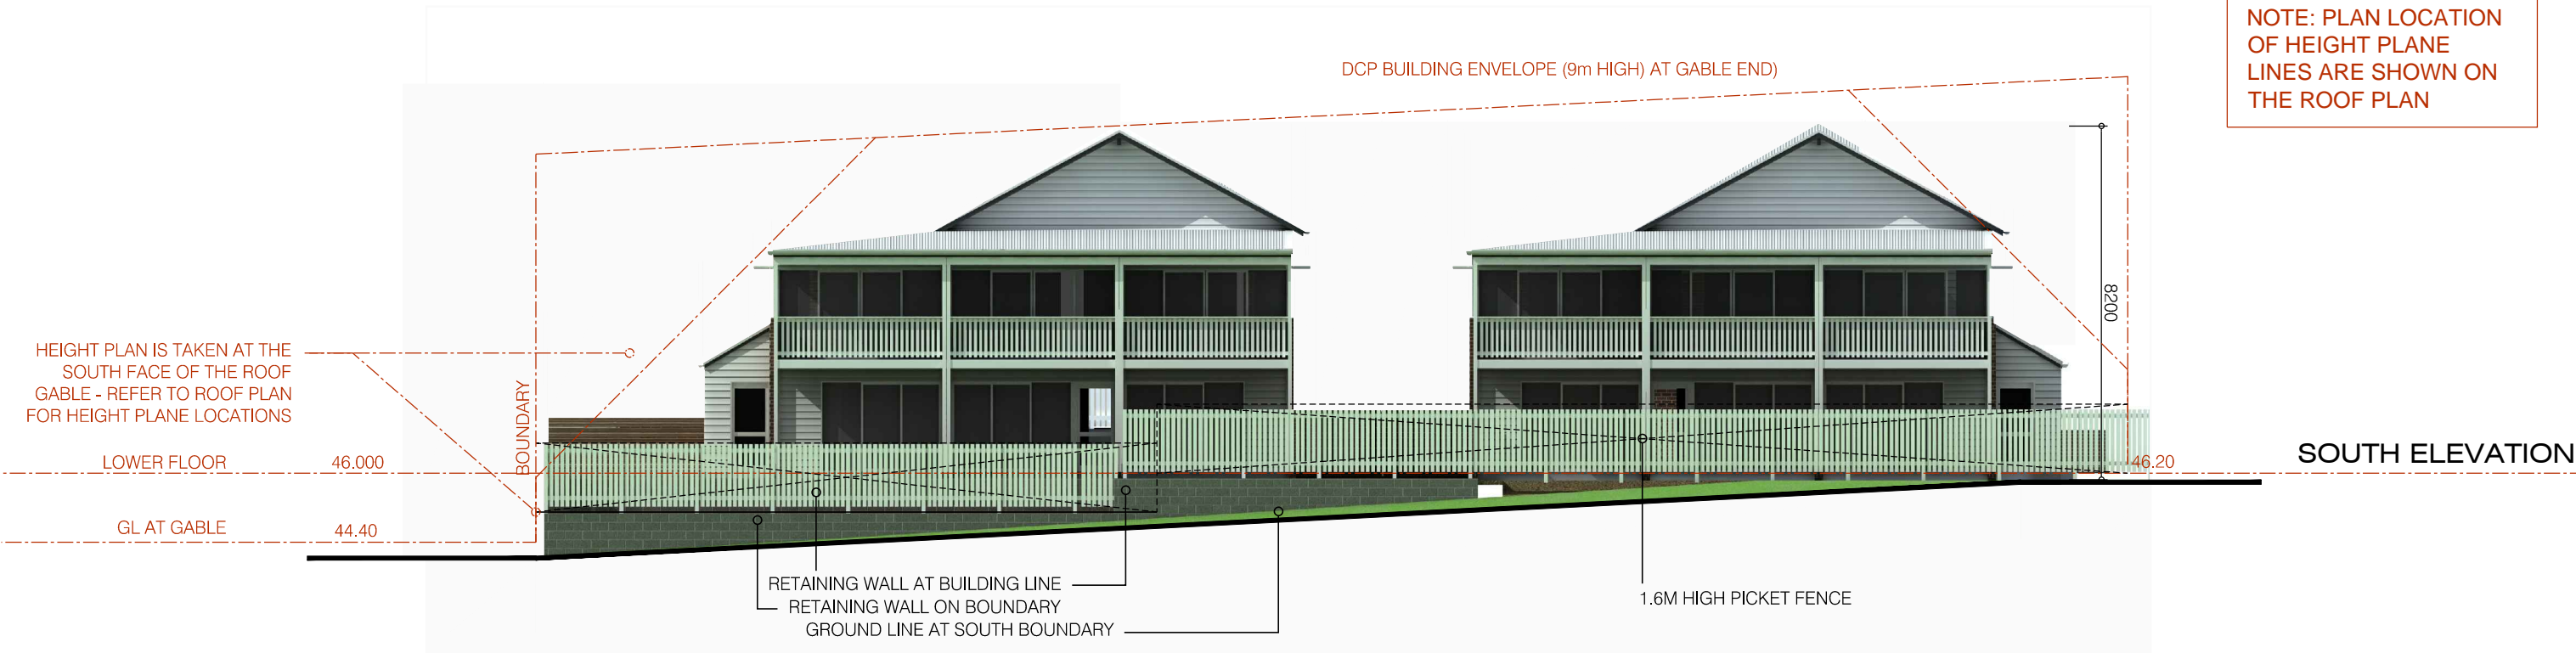 NOTE: PLAN LOCATION
OF HEIGHT PLANE
LINES ARE SHOWN ON
THE ROOF PLAN
DCP BUILDING ENVELOPE (9m HIGH) AT GABLE END)
8200
HEIGHT PLAN IS TAKEN AT THE
SOUTH FACE OF THE ROOF
GABLE - REFER TO ROOF PLAN
FOR HEIGHT PLANE LOCATIONS
BOUNDARY
LOWER FLOOR 46.000
46.20
SOUTH ELEVATION
GL AT GABLE 44.40
RETAINING WALL AT BUILDING LINE
RETAINING WALL ON BOUNDARY
GROUND LINE AT SOUTH BOUNDARY
1.6M HIGH PICKET FENCE